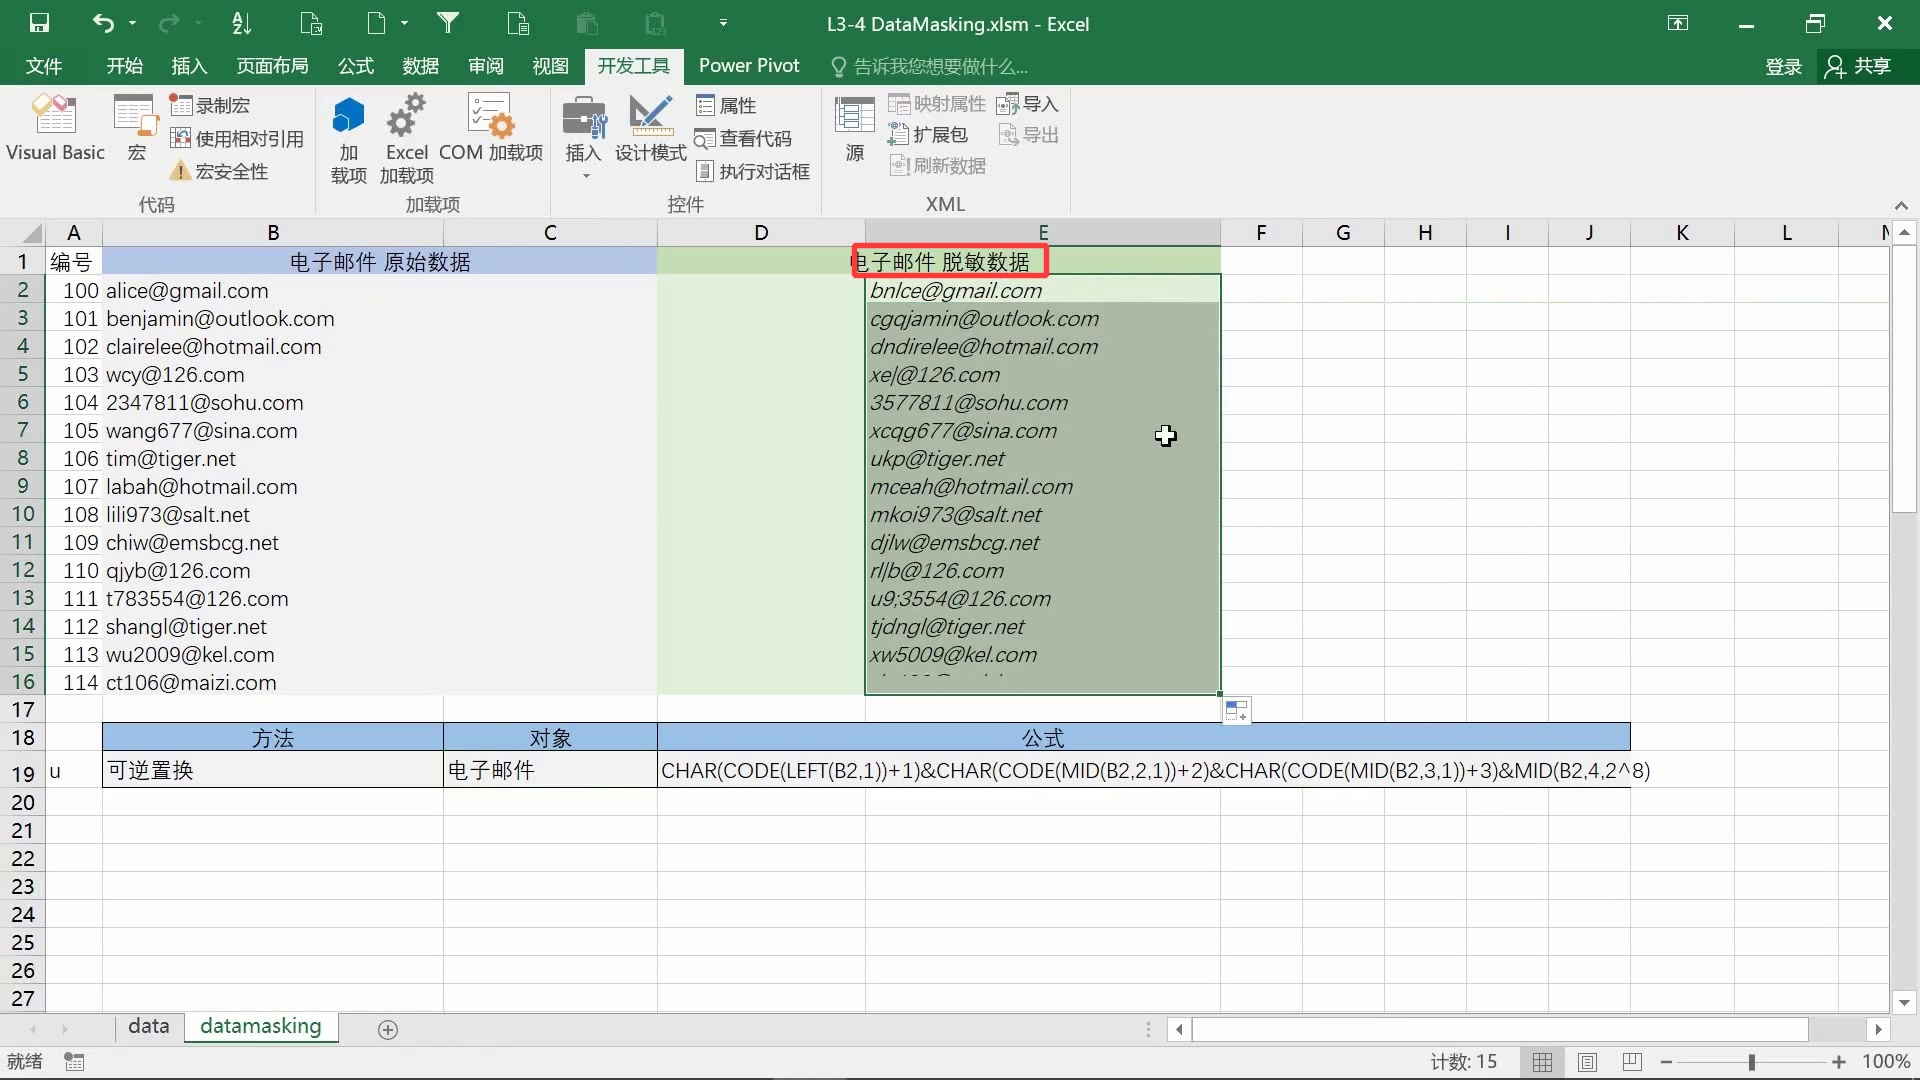 L3-4 DataMasking.xlsm - Excel
文件 开始 插入 页面布局 公式 数据 审阅 视图 开发工具 Power Pivot 告诉我您想要做什么... 登录 共享
Visual Basic 宏 录制宏 使用相对引用 宏安全性
代码
加载项 Excel 加载项 COM 加载项
加载项
插入 设计模式 属性 查看代码 执行对话框
控件
源 映射属性 扩展包 刷新数据 导入 导出
XML
A B C D E F G H I J K L
1 编号 电子邮件 原始数据 电子邮件 脱敏数据
2 100 alice@gmail.com bnlce@gmail.com
3 101 benjamin@outlook.com cgqjamin@outlook.com
4 102 clairelee@hotmail.com dndirelee@hotmail.com
5 103 wcy@126.com xe|@126.com
6 104 2347811@sohu.com 3577811@sohu.com
7 105 wang677@sina.com xcqg677@sina.com
8 106 tim@tiger.net ukp@tiger.net
9 107 labah@hotmail.com mceah@hotmail.com
10 108 lili973@salt.net mkoi973@salt.net
11 109 chiw@emsbcg.net djlw@emsbcg.net
12 110 qjyb@126.com rl|b@126.com
13 111 t783554@126.com u9;3554@126.com
14 112 shangl@tiger.net tjdngl@tiger.net
15 113 wu2009@kel.com xw5009@kel.com
16 114 ct106@maizi.com
17
18 方法 对象 公式
19 u 可逆置换 电子邮件 CHAR(CODE(LEFT(B2,1))+1)&CHAR(CODE(MID(B2,2,1))+2)&CHAR(CODE(MID(B2,3,1))+3)&MID(B2,4,2^8)
20
21
22
23
24
25
26
27
data datamasking
就绪 计数: 15 100%